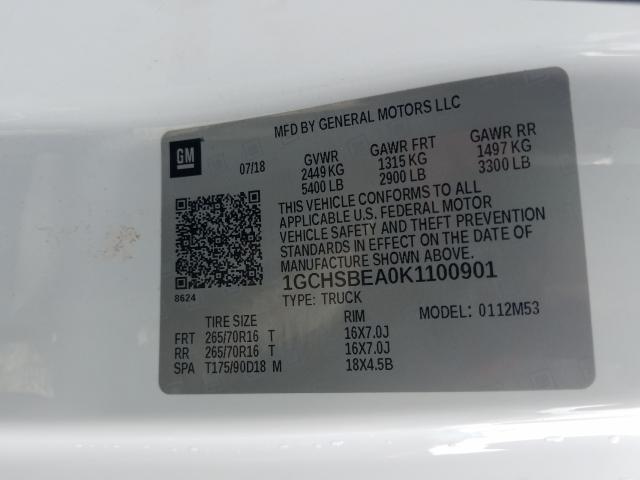 MFD BY GENERAL MOTORS LLC
GM
07/18
GVWR GAWR FRT GAWR RR
2449 KG 1315 KG 1497 KG
5400 LB 2900 LB 3300 LB
THIS VEHICLE CONFORMS TO ALL
APPLICABLE U.S. FEDERAL MOTOR
VEHICLE SAFETY AND THEFT PREVENTION
STANDARDS IN EFFECT ON THE DATE OF
MANUFACTURE SHOWN ABOVE.
8624
1GCHSBEA0K1100901
TYPE: TRUCK
MODEL: 0112M53
TIRE SIZE RIM
FRT 265/70R16 T 16X7.0J
RR 265/70R16 T 16X7.0J
SPA T175/90D18 M 18X4.5B